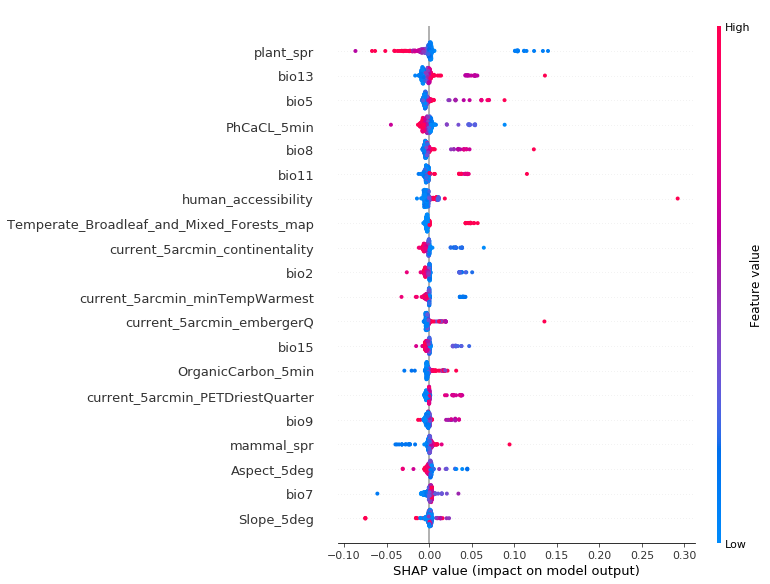 High
plant_spr
bio13
bio5
PhCaCL_5min
bio8
bio11
human_accessibility
Temperate_Broadleaf_and_Mixed_Forests_map
current_5arcmin_continentality
bio2
current_5arcmin_minTempWarmest
current_5arcmin_embergerQ
bio15
OrganicCarbon_5min
current_5arcmin_PETDriestQuarter
bio9
mammal_spr
Aspect_5deg
bio7
Slope_5deg
Feature value
Low
−0.10 −0.05 0.00 0.05 0.10 0.15 0.20 0.25 0.30
SHAP value (impact on model output)